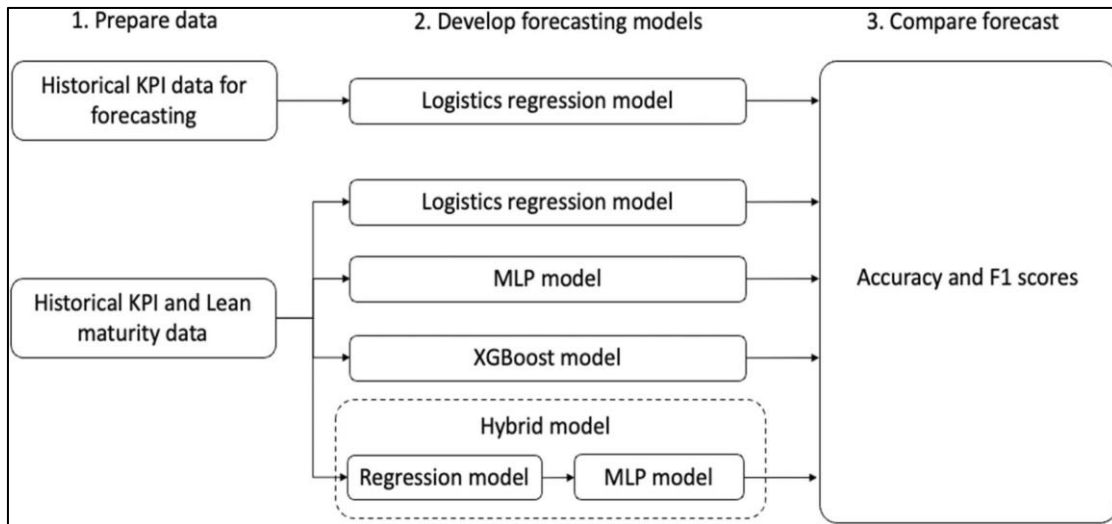 1. Prepare data
2. Develop forecasting models
3. Compare forecast
Historical KPI data for
forecasting
Logistics regression model
Historical KPI and Lean
maturity data
Logistics regression model
MLP model
XGBoost model
Hybrid model
Regression model
MLP model
Accuracy and F1 scores